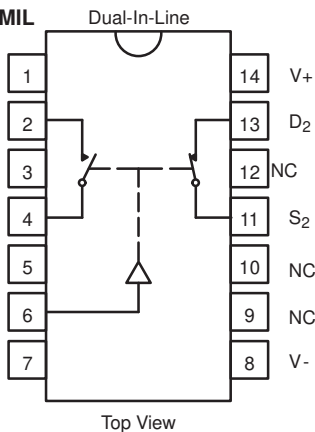 MIL Dual-In-Line
1 14 V+
2 13 D2
3 12 NC
4 11 S2
5 10 NC
6 9 NC
7 8 V-
Top View